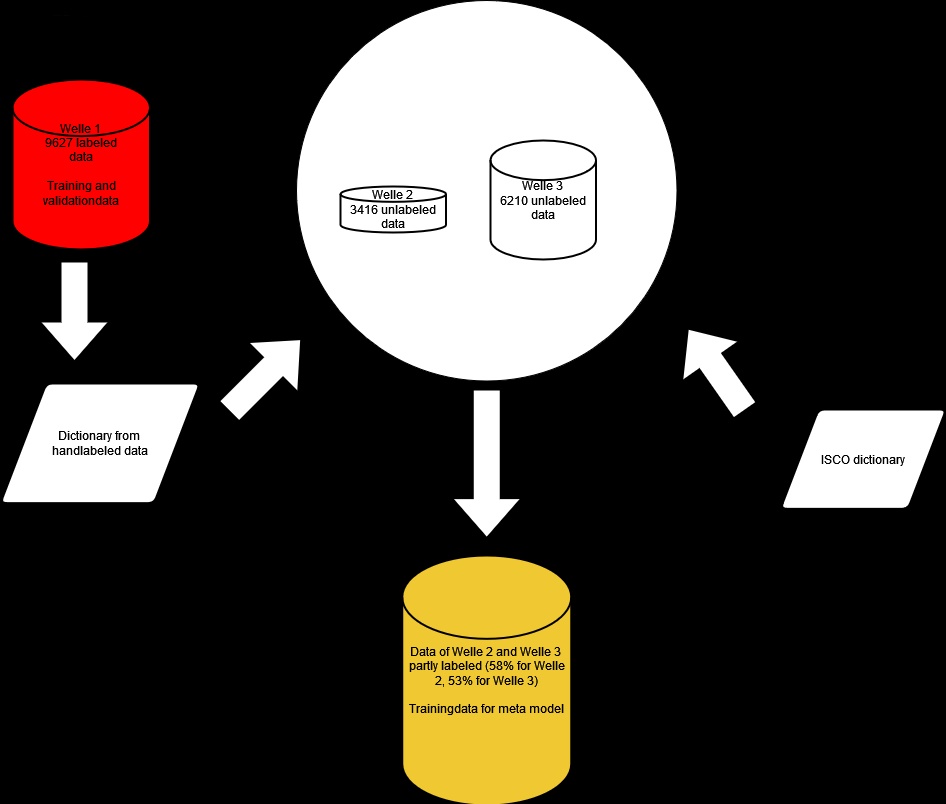 Welle 1
9627 labeled
data
Training and
validationdata
Welle 2
3416 unlabeled
data
Welle 3
6210 unlabeled
data
Dictionary from
handlabeled data
ISCO dictionary
Data of Welle 2 and Welle 3
partly labeled (58% for Welle
2, 53% for Welle 3)
Trainingdata for meta model